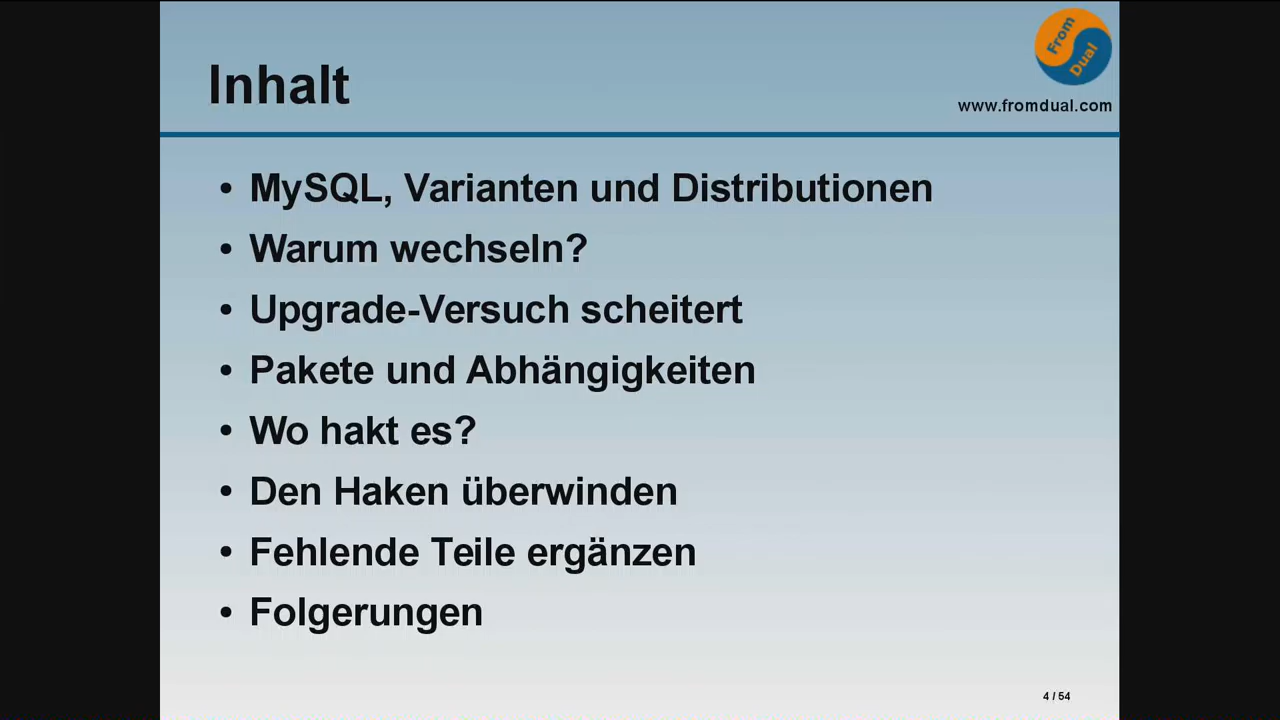 Inhalt
From
Dual
www.fromdual.com
• MySQL, Varianten und Distributionen
• Warum wechseln?
• Upgrade-Versuch scheitert
• Pakete und Abhängigkeiten
• Wo hakt es?
• Den Haken überwinden
• Fehlende Teile ergänzen
• Folgerungen
4 / 54